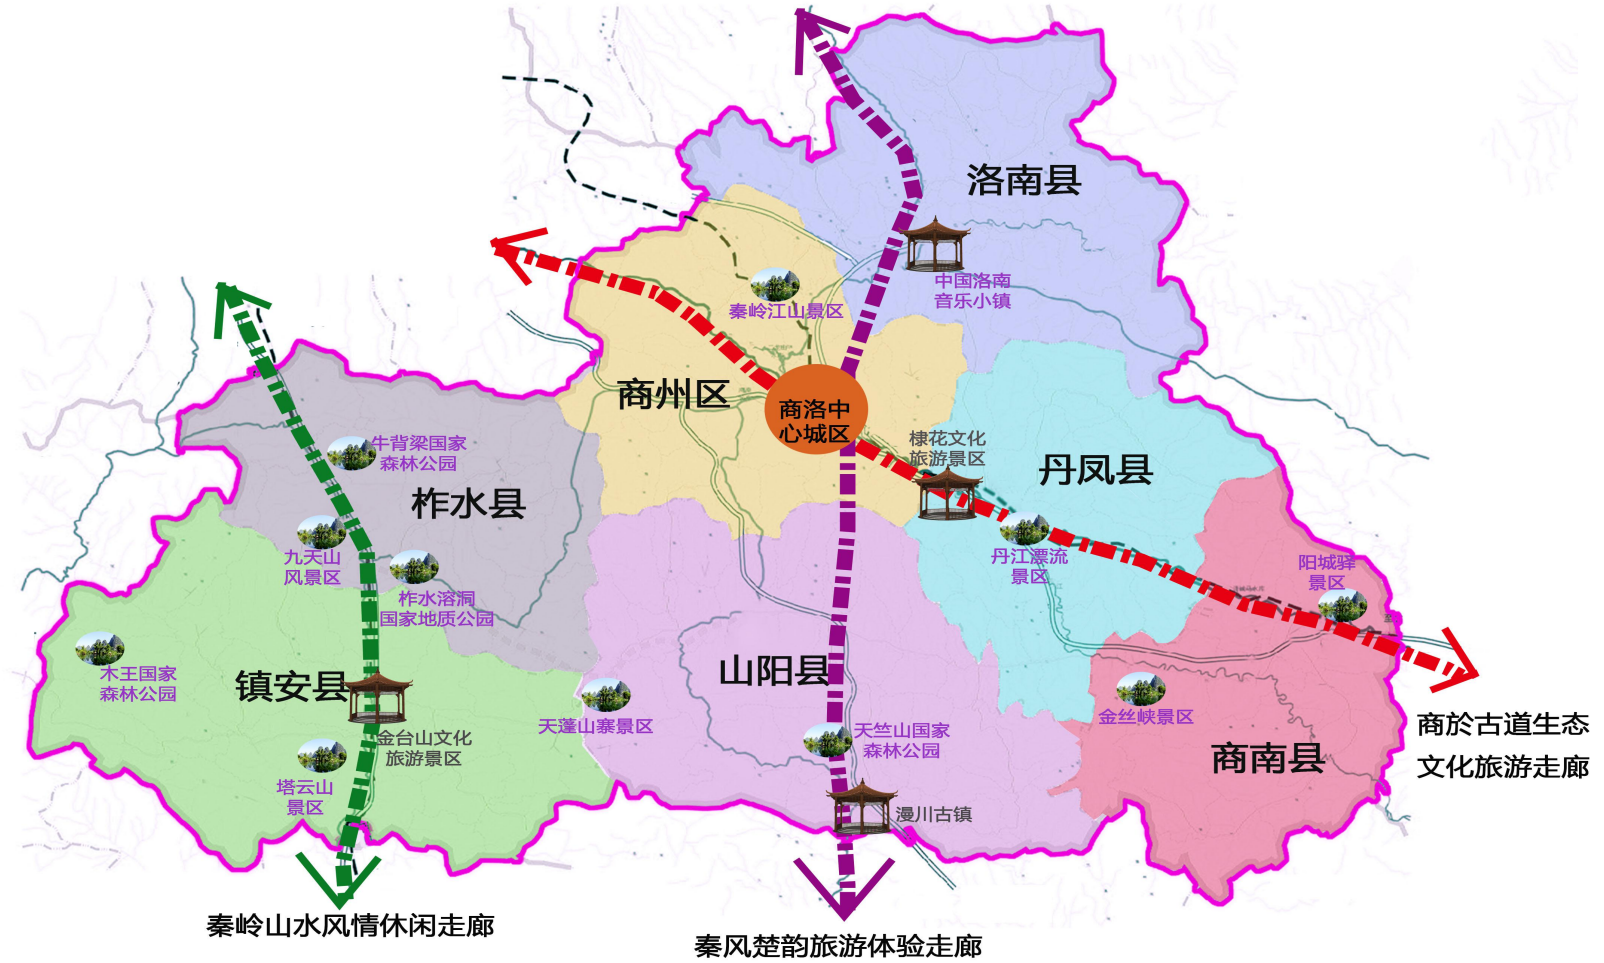 洛南县
中国洛南
音乐小镇
秦岭江山景区
商州区
商洛中
心城区
棣花文化
旅游景区
丹凤县
牛背梁国家
森林公园
柞水县
九天山
风景区
柞水溶洞
国家地质公园
丹江漂流
景区
阳城驿
景区
木王国家
森林公园
镇安县
金台山文化
旅游景区
塔云山
景区
天蓬山寨景区
山阳县
天竺山国家
森林公园
漫川古镇
金丝峡景区
商南县
商於古道生态
文化旅游走廊
秦岭山水风情休闲走廊
秦风楚韵旅游体验走廊